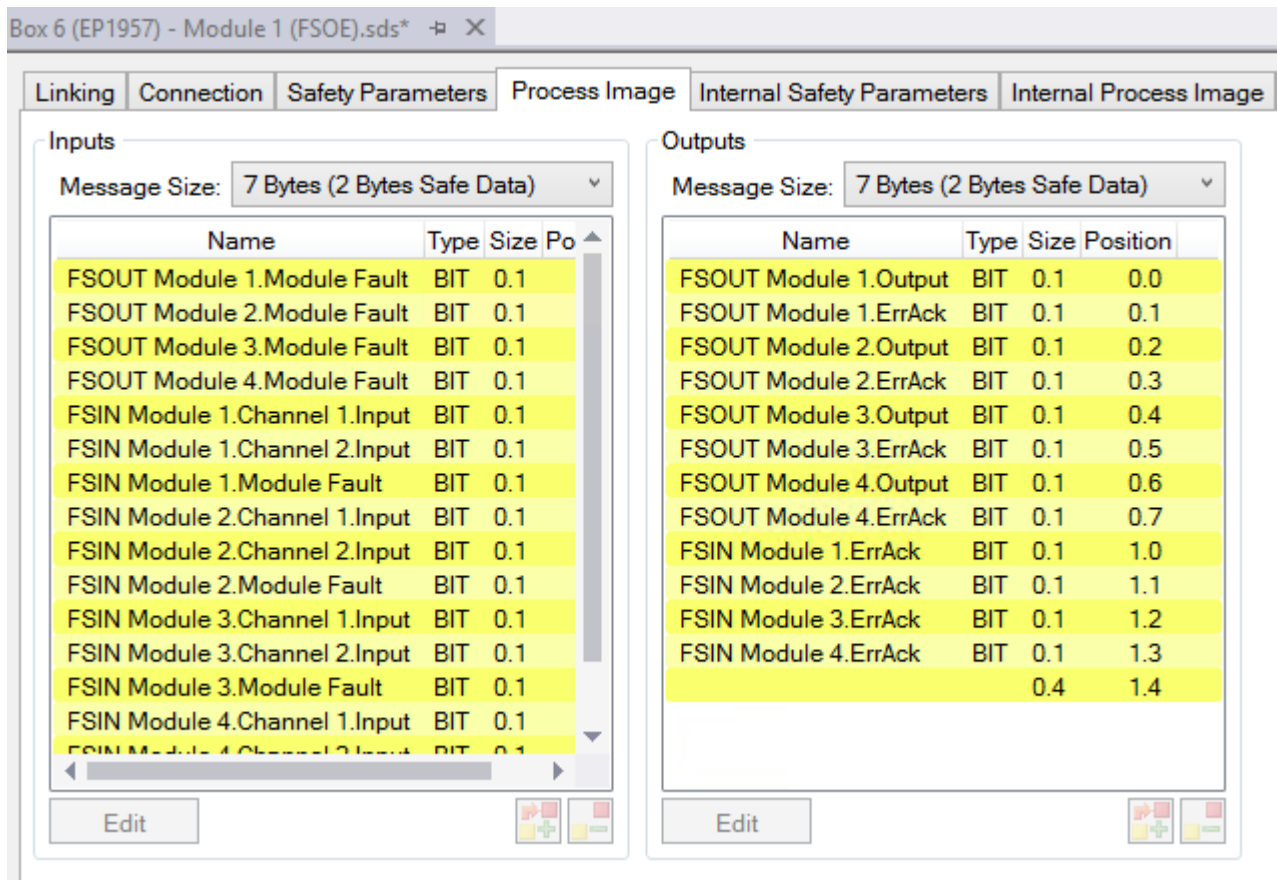 Box 6 (EP1957) - Module 1 (FSOE).sds*
Linking Connection Safety Parameters Process Image Internal Safety Parameters Internal Process Image
Inputs
Message Size: 7 Bytes (2 Bytes Safe Data)
Name Type Size Po
FSOUT Module 1.Module Fault BIT 0.1
FSOUT Module 2.Module Fault BIT 0.1
FSOUT Module 3.Module Fault BIT 0.1
FSOUT Module 4.Module Fault BIT 0.1
FSIN Module 1.Channel 1.Input BIT 0.1
FSIN Module 1.Channel 2.Input BIT 0.1
FSIN Module 1.Module Fault BIT 0.1
FSIN Module 2.Channel 1.Input BIT 0.1
FSIN Module 2.Channel 2.Input BIT 0.1
FSIN Module 2.Module Fault BIT 0.1
FSIN Module 3.Channel 1.Input BIT 0.1
FSIN Module 3.Channel 2.Input BIT 0.1
FSIN Module 3.Module Fault BIT 0.1
FSIN Module 4.Channel 1.Input BIT 0.1
FSIN Module 4.Channel 2.Input BIT 0.1
Edit
Outputs
Message Size: 7 Bytes (2 Bytes Safe Data)
Name Type Size Position
FSOUT Module 1.Output BIT 0.1 0.0
FSOUT Module 1.ErrAck BIT 0.1 0.1
FSOUT Module 2.Output BIT 0.1 0.2
FSOUT Module 2.ErrAck BIT 0.1 0.3
FSOUT Module 3.Output BIT 0.1 0.4
FSOUT Module 3.ErrAck BIT 0.1 0.5
FSOUT Module 4.Output BIT 0.1 0.6
FSOUT Module 4.ErrAck BIT 0.1 0.7
FSIN Module 1.ErrAck BIT 0.1 1.0
FSIN Module 2.ErrAck BIT 0.1 1.1
FSIN Module 3.ErrAck BIT 0.1 1.2
FSIN Module 4.ErrAck BIT 0.1 1.3
0.4 1.4
Edit